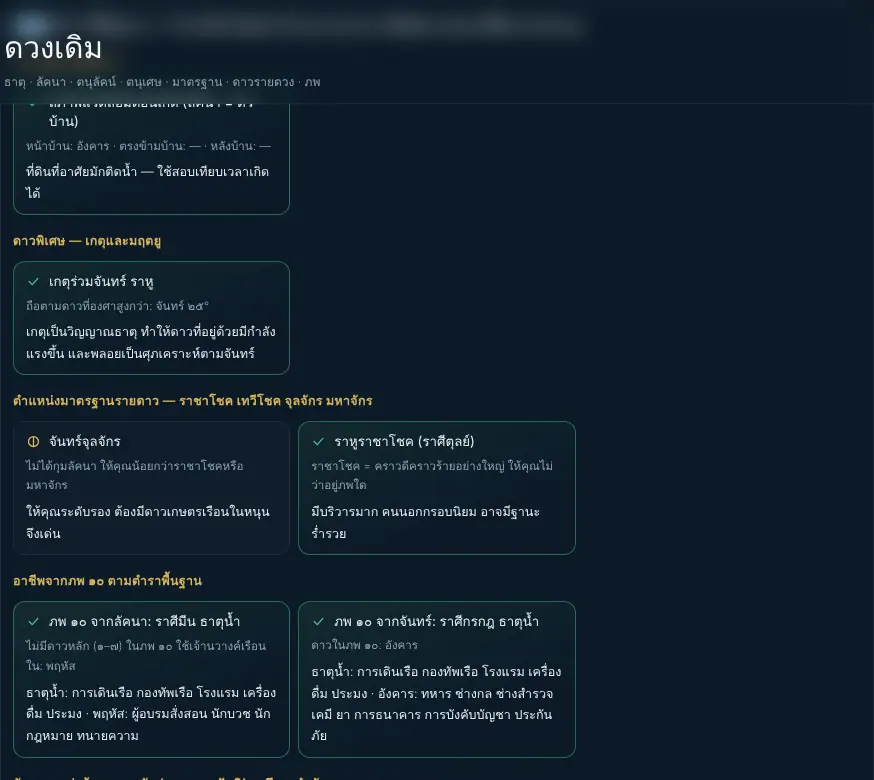 ดวงเดิม
ธาตุ · ลัคนา · ตนุลัคน์ · ตนุเศษ · มาตรฐาน · ดาวรายดวง · ภพ
บ้าน)
หน้าบ้าน: อังคาร · ตรงข้ามบ้าน: — · หลังบ้าน: —
ที่ดินที่อาศัยมักติดน้ำ — ใช้สอบเทียบเวลาเกิด
ได้
ดาวพิเศษ — เกตุและมฤตยู
เกตุร่วมจันทร์ ราหู
ถือตามดาวที่องศาสูงกว่า: จันทร์ ๒๕°
เกตุเป็นวิญญาณธาตุ ทำให้ดาวที่อยู่ด้วยมีกำลัง
แรงขึ้น และพลอยเป็นศุภเคราะห์ตามจันทร์
ตำแหน่งมาตรฐานรายดาว — ราชาโชค เทวีโชค จุลจักร มหาจักร
จันทร์จุลจักร
ไม่ได้กุมลัคนา ให้คุณน้อยกว่าราชาโชคหรือ
มหาจักร
ให้คุณระดับรอง ต้องมีดาวเกษตรเรือนในหนุน
จึงเด่น
ราหูราชาโชค (ราศีตุลย์)
ราชาโชค = คราวดีคราวร้ายอย่างใหญ่ ให้คุณไม่
ว่าอยู่ภพใด
มีบริวารมาก คนนอกกรอบนิยม อาจมีฐานะ
ร่ำรวย
อาชีพจากภพ ๑๐ ตามตำราพื้นฐาน
ภพ ๑๐ จากลัคนา: ราศีมีน ธาตุน้ำ
ไม่มีดาวหลัก (๑–๗) ในภพ ๑๐ ใช้เจ้านวางค์เรือน
ใน: พฤหัส
ธาตุน้ำ: การเดินเรือ กองทัพเรือ โรงแรม เครื่อง
ดื่ม ประมง · พฤหัส: ผู้อบรมสั่งสอน นักบวช นัก
กฎหมาย ทนายความ
ภพ ๑๐ จากจันทร์: ราศีกรกฎ ธาตุน้ำ
ดาวในภพ ๑๐: อังคาร
ธาตุน้ำ: การเดินเรือ กองทัพเรือ โรงแรม เครื่อง
ดื่ม ประมง · อังคาร: ทหาร ช่างกล ช่างสำรวจ
เคมี ยา การธนาคาร การบังคับบัญชา ประกัน
ภัย